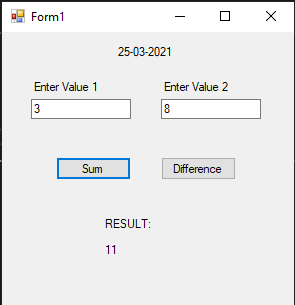 Form1
25-03-2021
Enter Value 1 Enter Value 2
3 8
Sum Difference
RESULT:
11